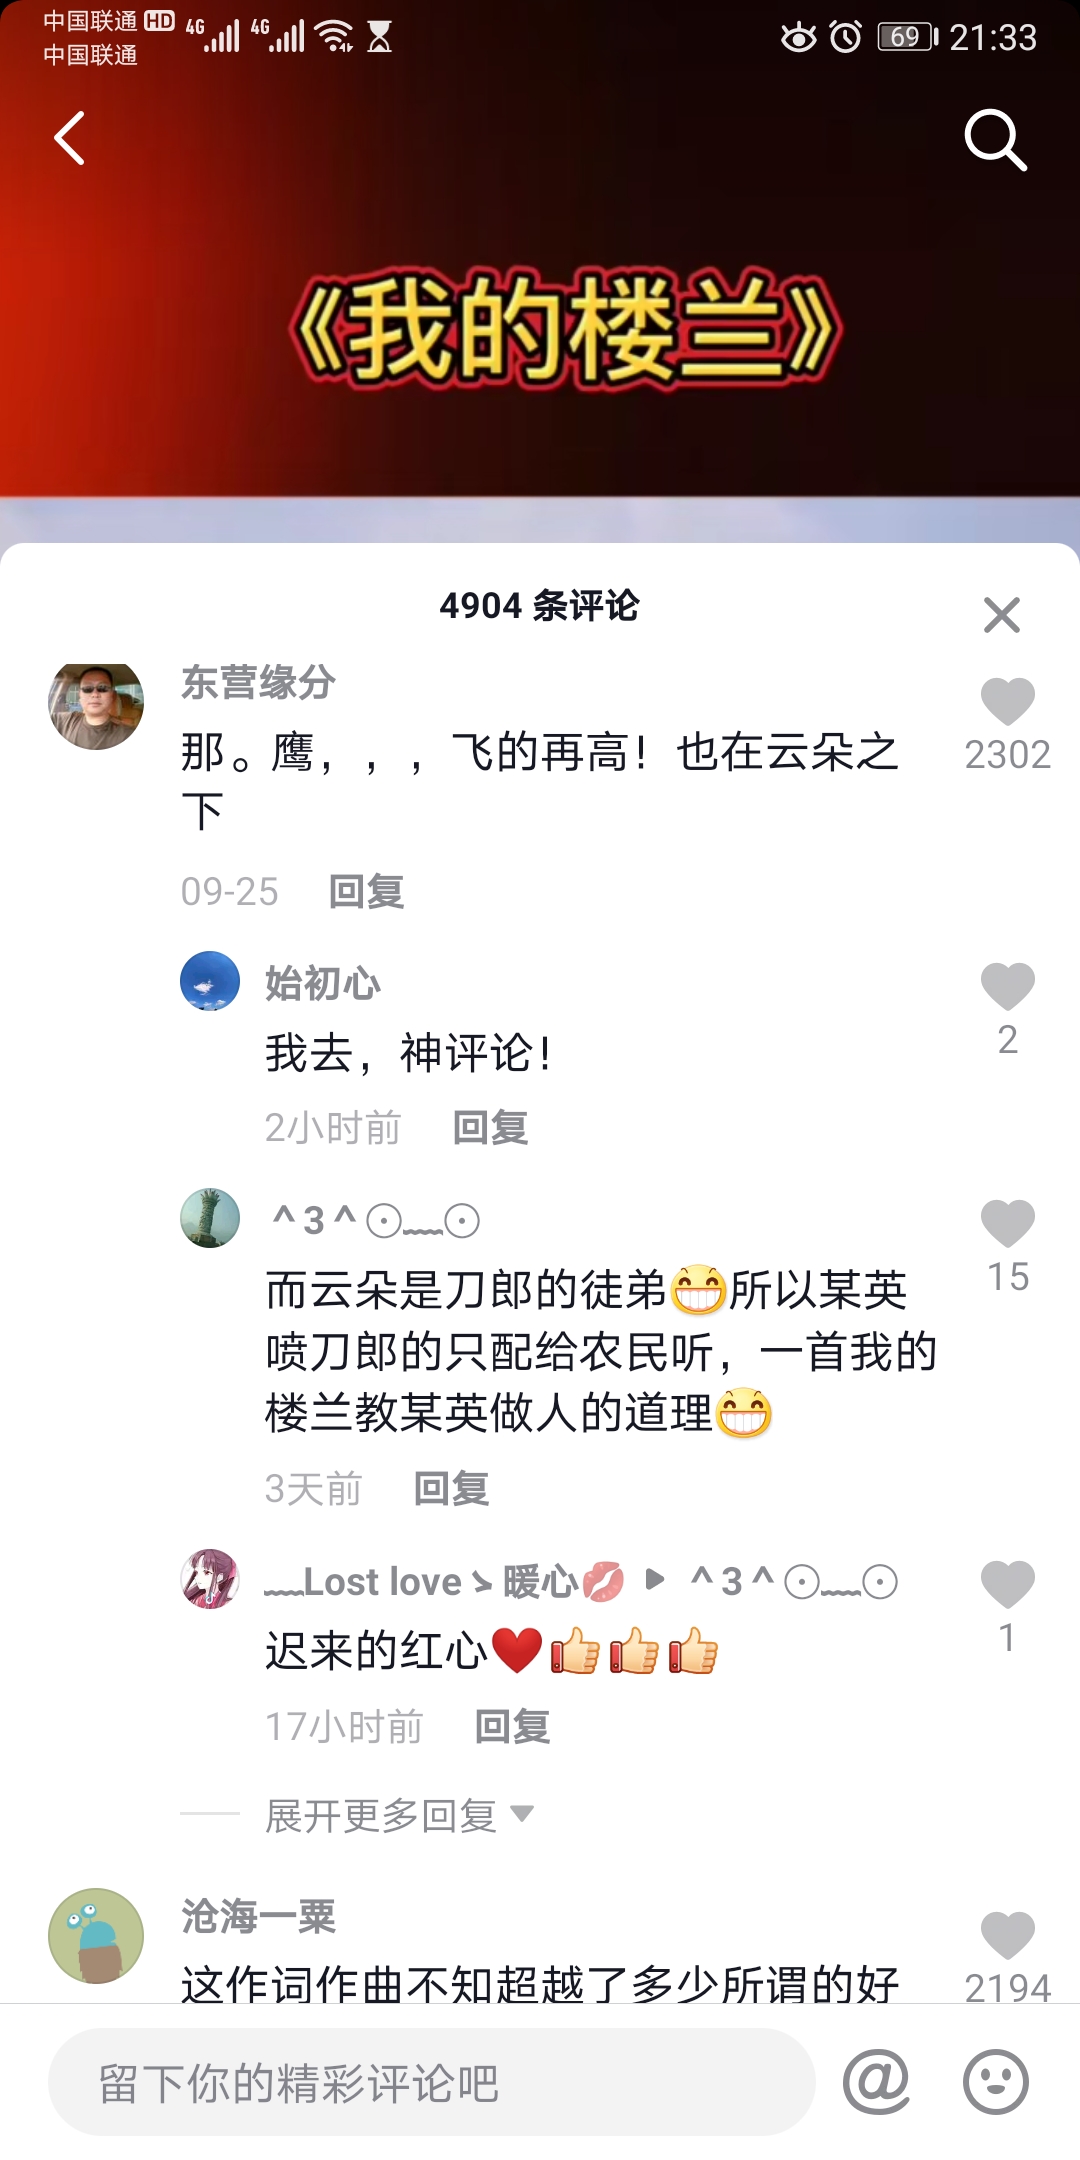 中国联通 HD 4G 4G 69 21:33
中国联通
《我的楼兰》
4904 条评论
东营缘分
那。鹰，，，飞的再高！也在云朵之
下
2302
09-25 回复
始初心
我去，神评论！
2
2小时前 回复
^3^⊙﹏⊙
而云朵是刀郎的徒弟😁所以某英
喷刀郎的只配给农民听，一首我的
楼兰教某英做人的道理😁
15
3天前 回复
﹏Lost love↘暖心💋 ▶ ^3^⊙﹏⊙
迟来的红心❤️👍👍👍
1
17小时前 回复
展开更多回复
沧海一粟
这作词作曲不知超越了多少所谓的好
2194
留下你的精彩评论吧
@